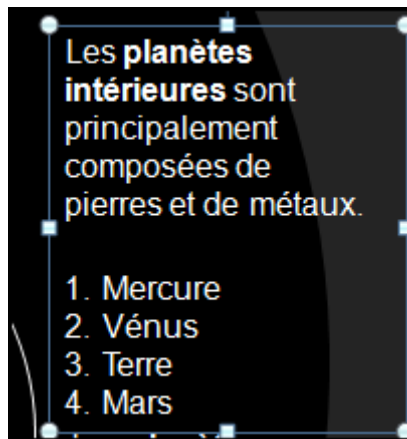 Les planètes
intérieures sont
principalement
composées de
pierres et de métaux.
1. Mercure
2. Vénus
3. Terre
4. Mars